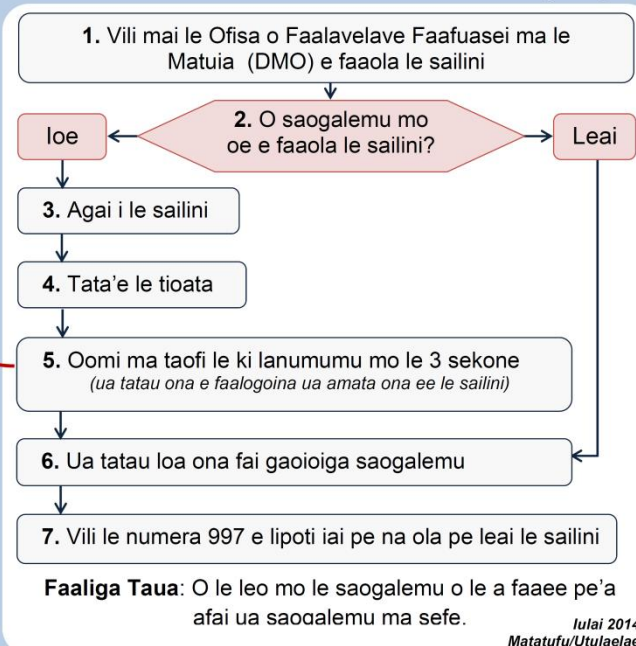 1. Vili mai le Ofisa o Faalavelave Faafuasei ma le
Matuia (DMO) e faaola le sailini
2. O saogalemu mo
oe e faaola le sailini?
Ioe
Leai
3. Agai i le sailini
4. Tata'e le tioata
5. Oomi ma taofi le ki lanumumu mo le 3 sekone
(ua tatau ona e faalogoina ua amata ona ee le sailini)
6. Ua tatau loa ona fai gaoioiga saogalemu
7. Vili le numera 997 e lipoti iai pe na ola pe leai le sailini
Faaliga Taua: O le leo mo le saogalemu o le a faaee pe'a
afai ua saogalemu ma sefe.
Iulai 2014
Matatufu/Utulaelae